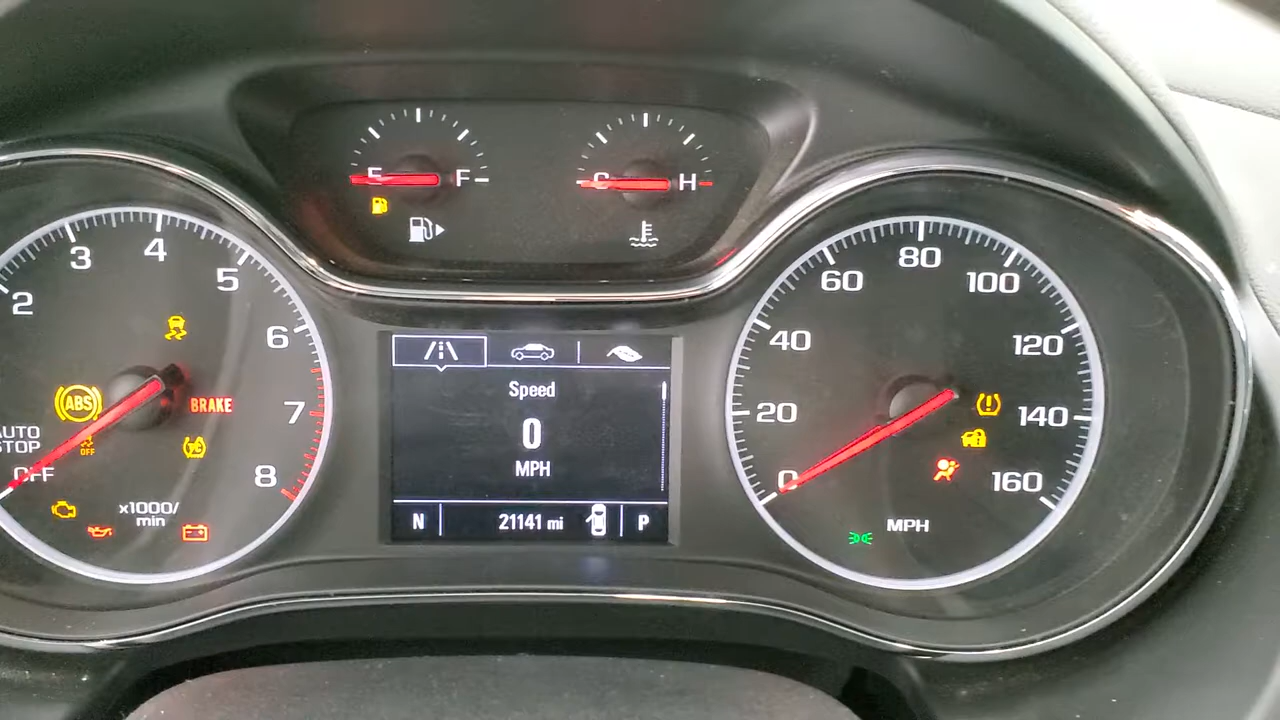 E F
C H
2 3 4 5 6 7 8
ABS
BRAKE
AUTO
STOP
OFF
OFF
x1000/
min
Speed
0
MPH
N 21141 mi P
0 20 40 60 80 100 120 140 160
MPH